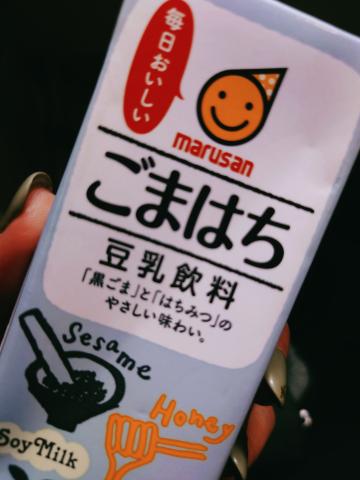 毎日おいしい
marusan
ごまはち
豆乳飲料
「黒ごま」と「はちみつ」の
やさしい味わい。
Sesame
Honey
Soy Milk